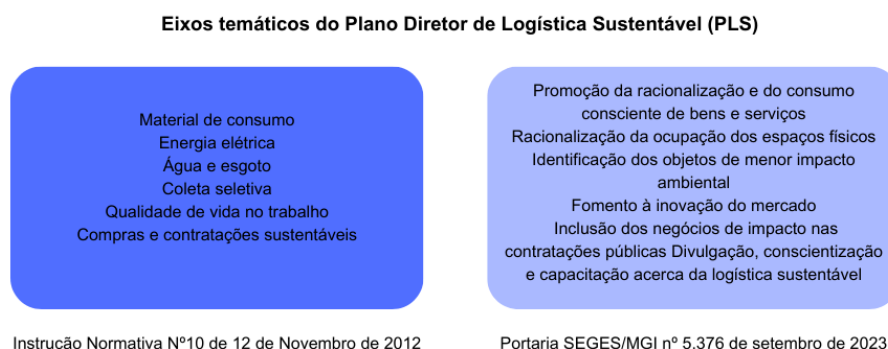 Eixos temáticos do Plano Diretor de Logística Sustentável (PLS)
Material de consumo
Energia elétrica
Água e esgoto
Coleta seletiva
Qualidade de vida no trabalho
Compras e contratações sustentáveis
Promoção da racionalização e do consumo
consciente de bens e serviços
Racionalização da ocupação dos espaços físicos
Identificação dos objetos de menor impacto
ambiental
Fomento à inovação do mercado
Inclusão dos negócios de impacto nas
contratações públicas Divulgação, conscientização
e capacitação acerca da logística sustentável
Instrução Normativa Nº10 de 12 de Novembro de 2012
Portaria SEGES/MGI nº 5.376 de setembro de 2023